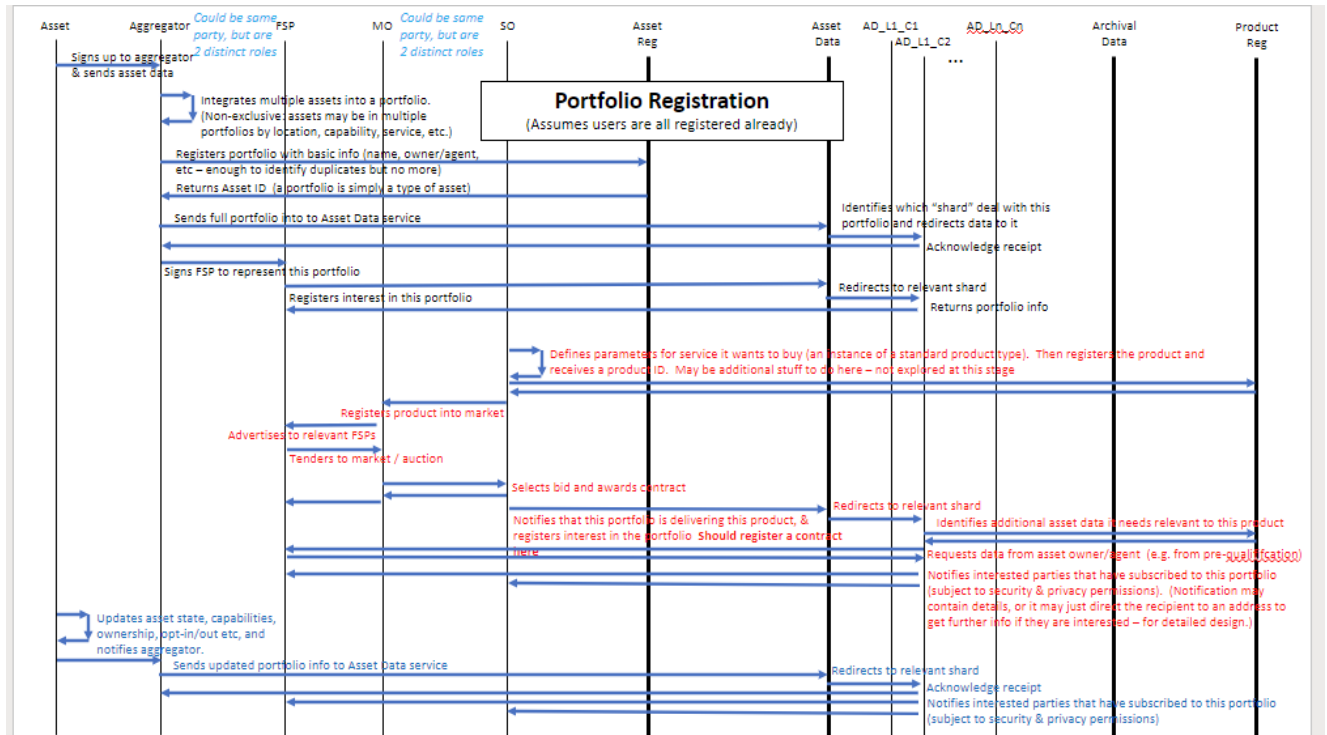 Asset
Aggregator
Could be same
party, but are
2 distinct roles
FSP
MO
Could be same
party, but are
2 distinct roles
SO
Asset
Reg
Asset
Data
AD_L1_C1
AD_L1_C2
AD_Ln_Cn
...
Archival
Data
Product
Reg
Signs up to aggregator
& sends asset data
Portfolio Registration
(Assumes users are all registered already)
Integrates multiple assets into a portfolio.
(Non-exclusive: assets may be in multiple
portfolios by location, capability, service, etc.)
Registers portfolio with basic info (name, owner/agent,
etc – enough to identify duplicates but no more)
Returns Asset ID (a portfolio is simply a type of asset)
Sends full portfolio into to Asset Data service
Identifies which “shard” deal with this
portfolio and redirects data to it
Acknowledge receipt
Signs FSP to represent this portfolio
Redirects to relevant shard
Registers interest in this portfolio
Returns portfolio info
Defines parameters for service it wants to buy (an instance of a standard product type). Then registers the product and
receives a product ID. May be additional stuff to do here – not explored at this stage
Registers product into market
Advertises to relevant FSPs
Tenders to market / auction
Selects bid and awards contract
Redirects to relevant shard
Notifies that this portfolio is delivering this product, &
registers interest in the portfolio Should register a contract
here
Identifies additional asset data it needs relevant to this product
Requests data from asset owner/agent (e.g. from pre-qualitfcation)
Notifies interested parties that have subscribed to this portfolio
(subject to security & privacy permissions). (Notification may
contain details, or it may just direct the recipient to an address to
get further info if they are interested – for detailed design.)
Updates asset state, capabilities,
ownership, opt-in/out etc, and
notifies aggregator.
Sends updated portfolio info to Asset Data service
Redirects to relevant shard
Acknowledge receipt
Notifies interested parties that have subscribed to this portfolio
(subject to security & privacy permissions)